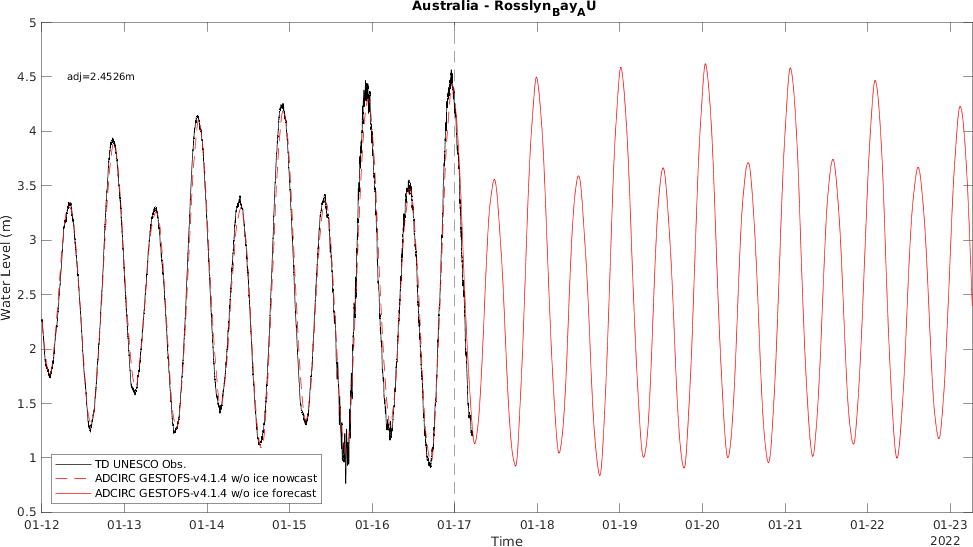 Australia - Rosslyn_Bay_AU
5
4.5
4
3.5
3
2.5
2
1.5
1
0.5
Water Level (m)
adj=2.4526m
TD UNESCO Obs.
ADCIRC GESTOFS-v4.1.4 w/o ice nowcast
ADCIRC GESTOFS-v4.1.4 w/o ice forecast
01-12 01-13 01-14 01-15 01-16 01-17 01-18 01-19 01-20 01-21 01-22 01-23
Time
2022